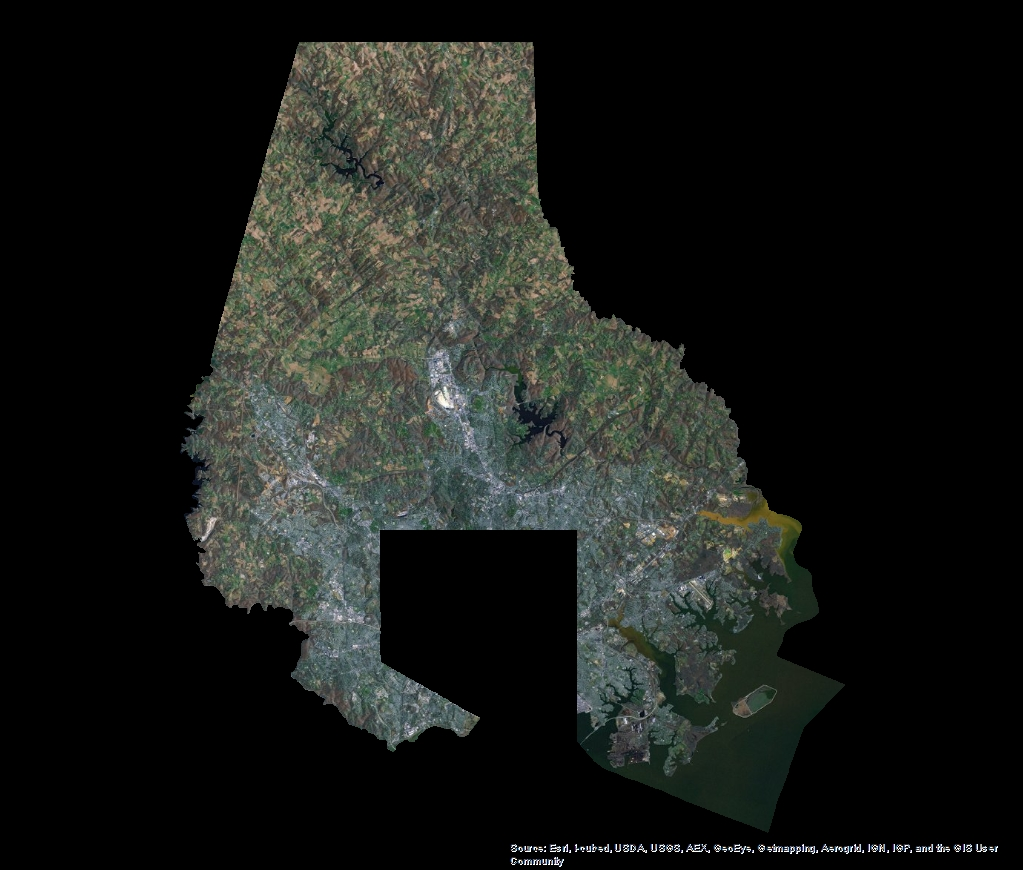 Source: Esri, i-cubed, USDA, USGS, AEX, GeoEye, Getmapping, Aerogrid, IGN, IGP, and the GIS User
Community